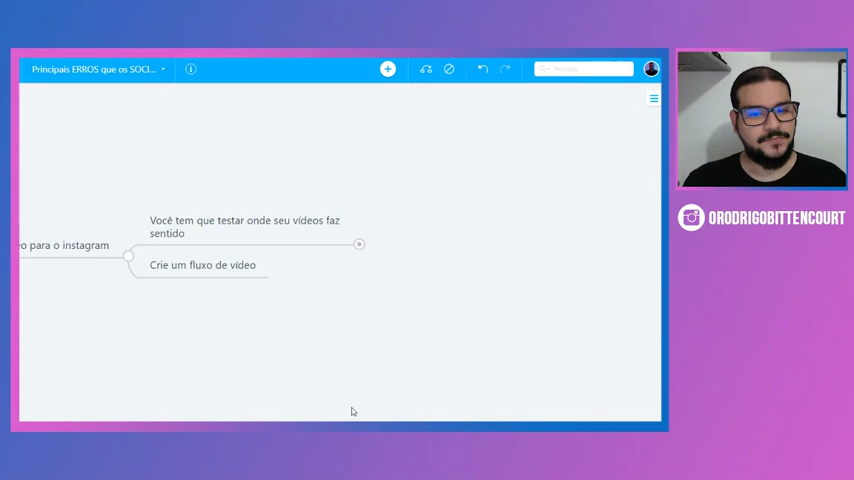 Principais ERROS que os SOCI...
Você tem que testar onde seu vídeos faz
sentido
eo para o instagram
Crie um fluxo de vídeo
ORODRIGOBITTENCOURT